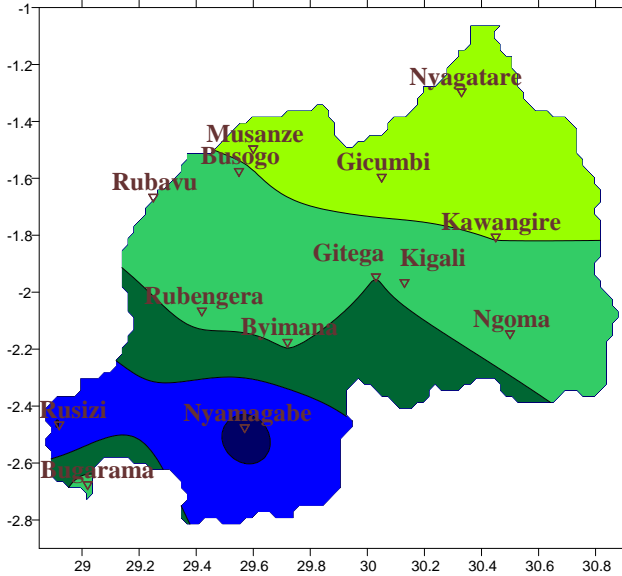 -1
-1.2
Nyagatare
-1.4
Musanze
Busogo
Gicumbi
-1.6
Rubavu
Kawangire
-1.8
Gitega
Kigali
-2
Rubengera
Ngoma
Byimana
-2.2
-2.4
Rusizi
Nyamagabe
-2.6
Bugarama
-2.8
29 29.2 29.4 29.6 29.8 30 30.2 30.4 30.6 30.8